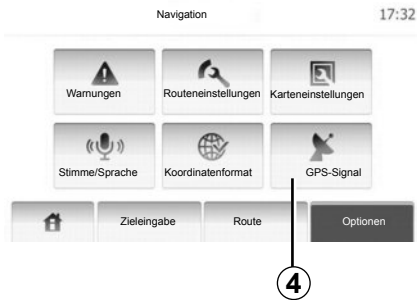 Navigation 17:32
Warnungen Routeneinstellungen Karteneinstellungen
Stimme/Sprache Koordinatenformat GPS-Signal
Zieleingabe Route Optionen
4